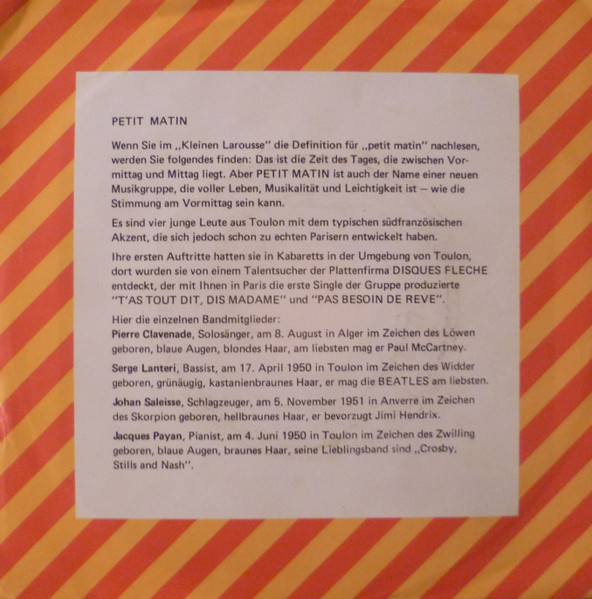 PETIT MATIN
Wenn Sie im „Kleinen Larousse" die Definition für „petit matin" nachlesen,
werden Sie folgendes finden: Das ist die Zeit des Tages, die zwischen Vor-
mittag und Mittag liegt. Aber PETIT MATIN ist auch der Name einer neuen
Musikgruppe, die voller Leben, Musikalität und Leichtigkeit ist – wie die
Stimmung am Vormittag sein kann.
Es sind vier junge Leute aus Toulon mit dem typischen südfranzösischen
Akzent, die sich jedoch schon zu echten Parisern entwickelt haben.
Ihre ersten Auftritte hatten sie in Kabaretts in der Umgebung von Toulon,
dort wurden sie von einem Talentsucher der Plattenfirma DISQUES FLECHE
entdeckt, der mit Ihnen in Paris die erste Single der Gruppe produzierte
"T'AS TOUT DIT, DIS MADAME" und "PAS BESOIN DE REVE".
Hier die einzelnen Bandmitglieder:
Pierre Clavenade, Solosänger, am 8. August in Alger im Zeichen des Löwen
geboren, blaue Augen, blondes Haar, am liebsten mag er Paul McCartney.
Serge Lanteri, Bassist, am 17. April 1950 in Toulon im Zeichen des Widder
geboren, grünäugig, kastanienbraunes Haar, er mag die BEATLES am liebsten.
Johan Saleisse, Schlagzeuger, am 5. November 1951 in Anverre im Zeichen
des Skorpion geboren, hellbraunes Haar, er bevorzugt Jimi Hendrix.
Jacques Payan, Pianist, am 4. Juni 1950 in Toulon im Zeichen des Zwilling
geboren, blaue Augen, braunes Haar, seine Lieblingsband sind „Crosby,
Stills and Nash".